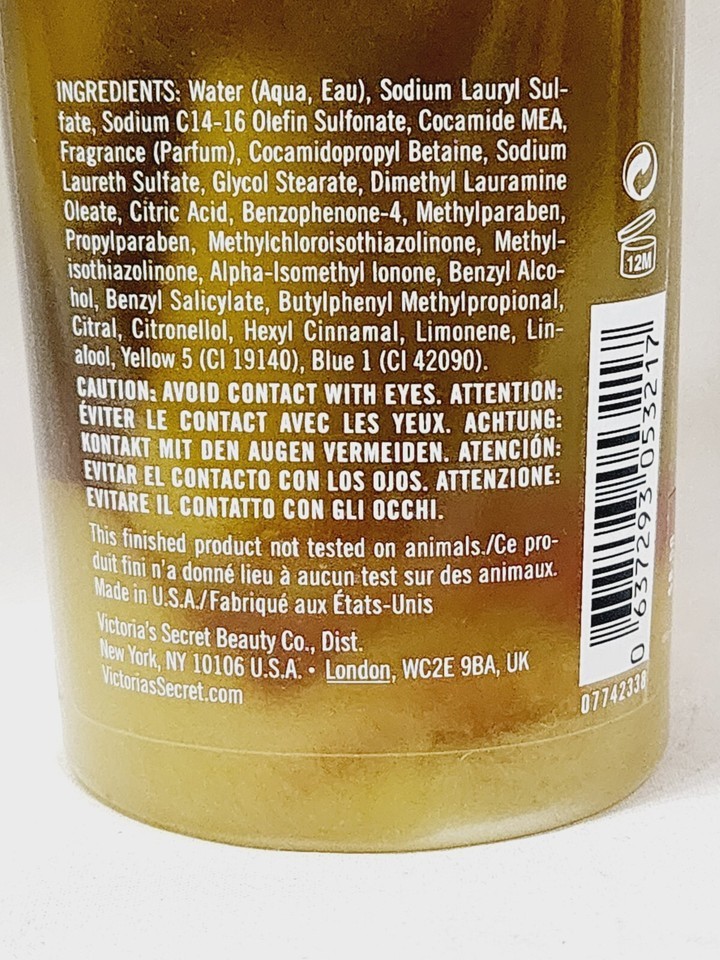 INGREDIENTS: Water (Aqua, Eau), Sodium Lauryl Sul-
fate, Sodium C14-16 Olefin Sulfonate, Cocamide MEA,
Fragrance (Parfum), Cocamidopropyl Betaine, Sodium
Laureth Sulfate, Glycol Stearate, Dimethyl Lauramine
Oleate, Citric Acid, Benzophenone-4, Methylparaben,
Propylparaben, Methylchloroisothiazolinone, Methyl-
isothiazolinone, Alpha-Isomethyl Ionone, Benzyl Alco-
hol, Benzyl Salicylate, Butylphenyl Methylpropional,
Citral, Citronellol, Hexyl Cinnamal, Limonene, Lin-
alool, Yellow 5 (CI 19140), Blue 1 (CI 42090).
CAUTION: AVOID CONTACT WITH EYES. ATTENTION:
ÉVITER LE CONTACT AVEC LES YEUX. ACHTUNG:
KONTAKT MIT DEN AUGEN VERMEIDEN. ATENCIÓN:
EVITAR EL CONTACTO CON LOS OJOS. ATTENZIONE:
EVITARE IL CONTATTO CON GLI OCCHI.
This finished product not tested on animals./Ce pro-
duit fini n'a donné lieu à aucun test sur des animaux.
Made in U.S.A./Fabriqué aux États-Unis
Victoria's Secret Beauty Co., Dist.
New York, NY 10106 U.S.A. • London, WC2E 9BA, UK
VictoriasSecret.com
12M
0 637293 053217
07742338